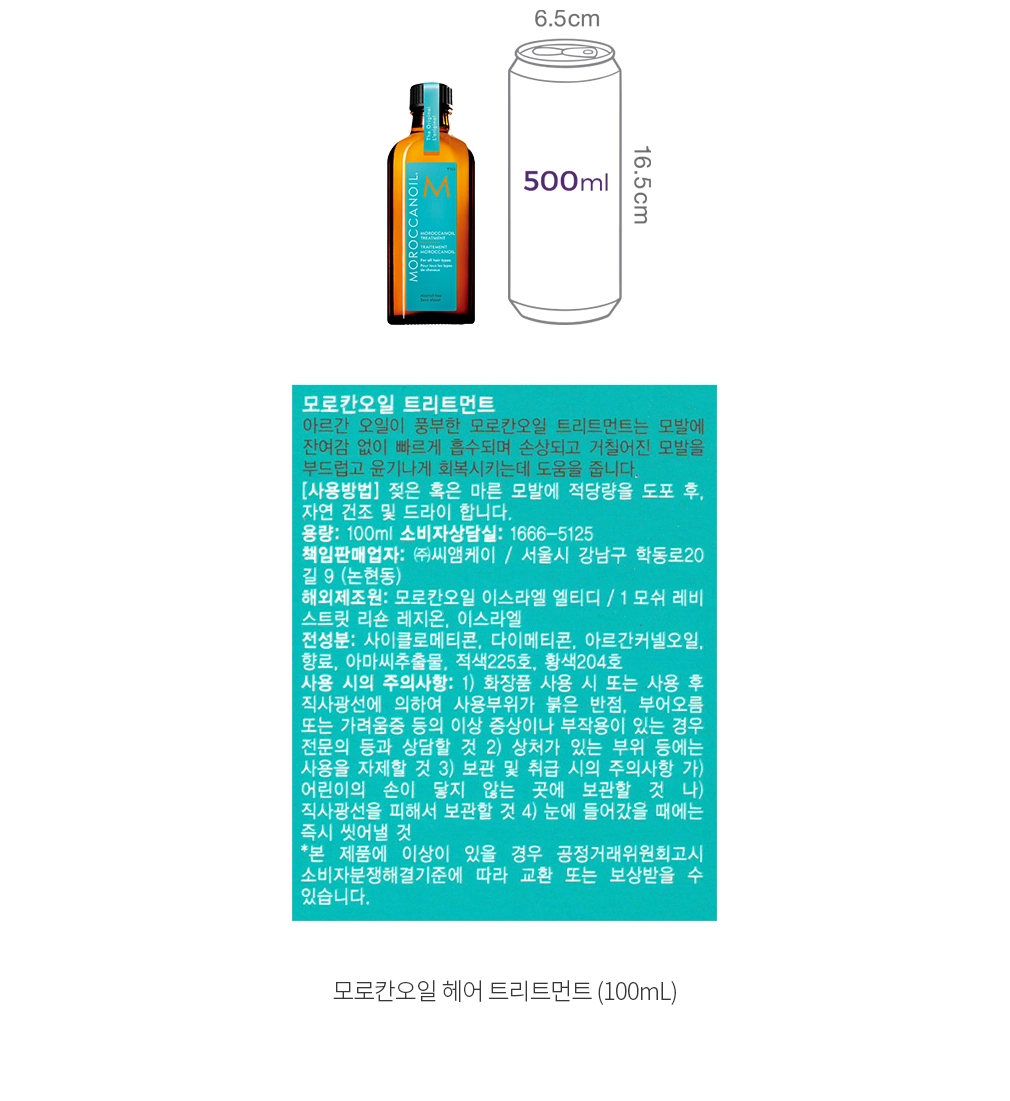 6.5cm
16.5cm
500ml
The Original
L'original
MOROCCANOIL.
M
MOROCCANOIL
TREATMENT
TRAITEMENT
MOROCCANOIL
For all hair types
Pour tous les types
de cheveux
모로칸오일 트리트먼트
아르간 오일이 풍부한 모로칸오일 트리트먼트는 모발에
잔여감 없이 빠르게 흡수되며 손상되고 거칠어진 모발을
부드럽고 윤기나게 회복시키는데 도움을 줍니다.
[사용방법] 젖은 혹은 마른 모발에 적당량을 도포 후,
자연 건조 및 드라이 합니다.
용량: 100ml 소비자상담실: 1666-5125
책임판매업자: ㈜씨앰케이 / 서울시 강남구 학동로20
길 9 (논현동)
해외제조원: 모로칸오일 이스라엘 엘티디 / 1 모쉬 레비
스트릿 리숀 레지온, 이스라엘
전성분: 사이클로메티콘, 다이메티콘, 아르간커넬오일,
향료, 아마씨추출물, 적색225호, 황색204호
사용 시의 주의사항: 1) 화장품 사용 시 또는 사용 후
직사광선에 의하여 사용부위가 붉은 반점, 부어오름
또는 가려움증 등의 이상 증상이나 부작용이 있는 경우
전문의 등과 상담할 것 2) 상처가 있는 부위 등에는
사용을 자제할 것 3) 보관 및 취급 시의 주의사항 가)
어린이의 손이 닿지 않는 곳에 보관할 것 나)
직사광선을 피해서 보관할 것 4) 눈에 들어갔을 때에는
즉시 씻어낼 것
*본 제품에 이상이 있을 경우 공정거래위원회고시
소비자분쟁해결기준에 따라 교환 또는 보상받을 수
있습니다.
모로칸오일 헤어 트리트먼트 (100mL)